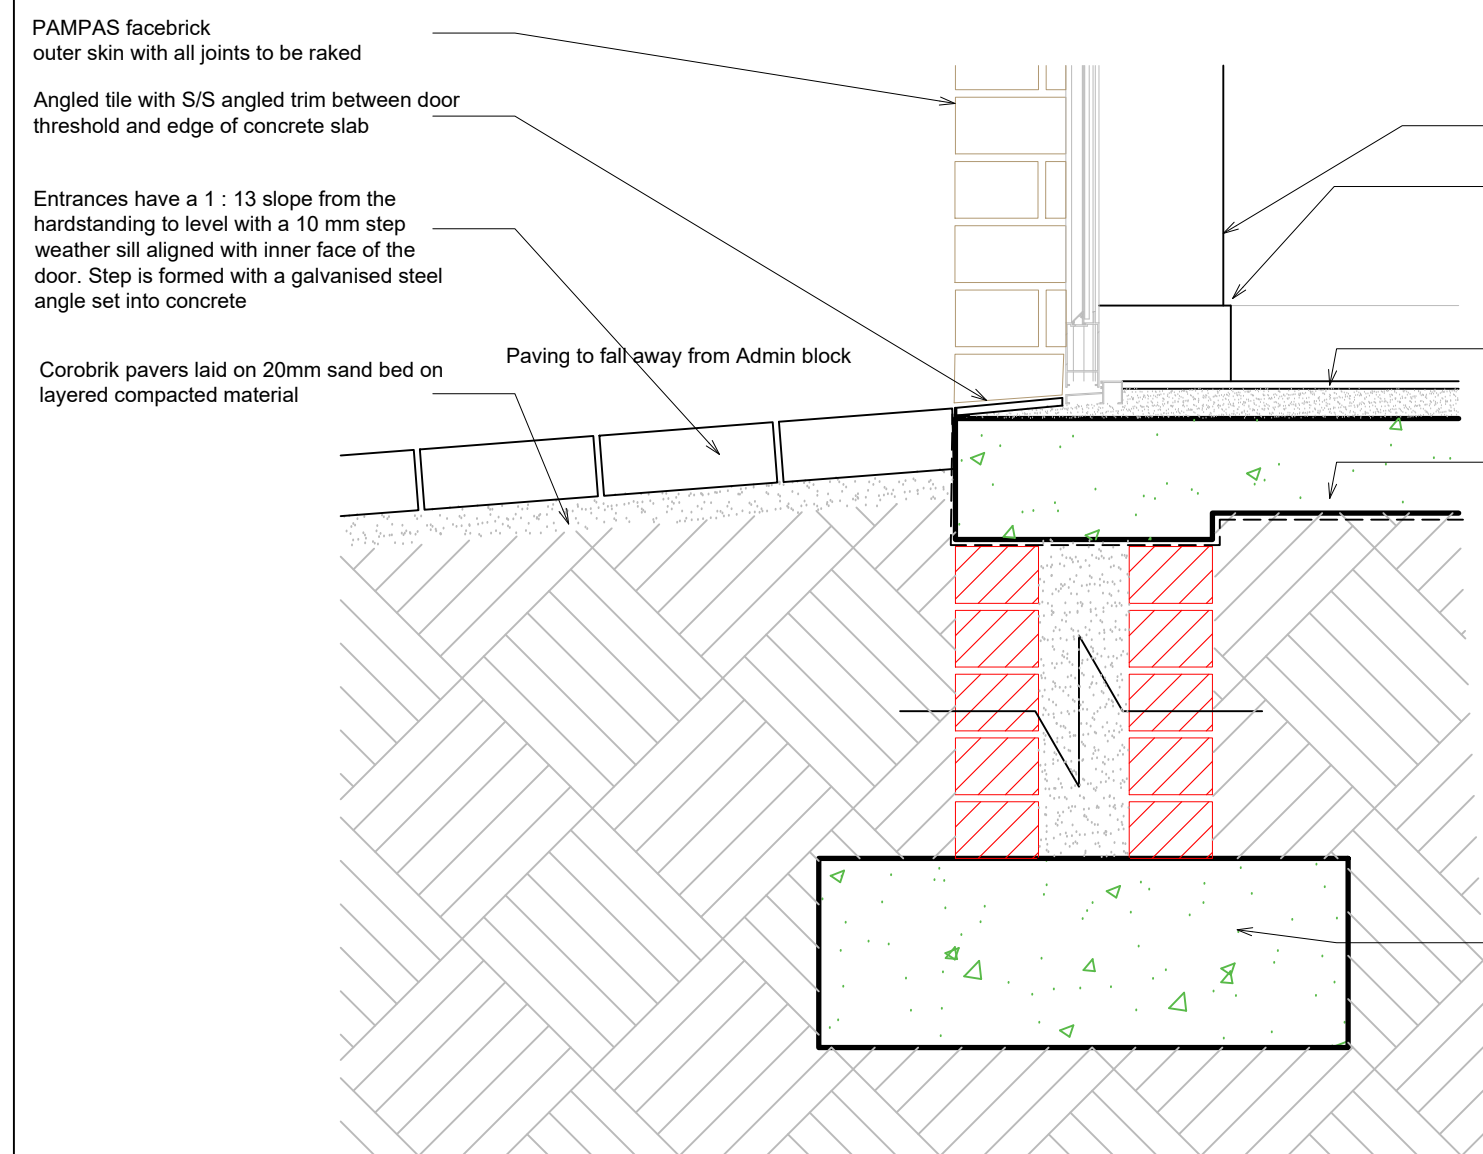 PAMPAS facebrick
outer skin with all joints to be raked
Angled tile with S/S angled trim between door
threshold and edge of concrete slab
Entrances have a 1 : 13 slope from the
hardstanding to level with a 10 mm step
weather sill aligned with inner face of the
door. Step is formed with a galvanised steel
angle set into concrete
Paving to fall away from Admin block
Corobrik pavers laid on 20mm sand bed on
layered compacted material